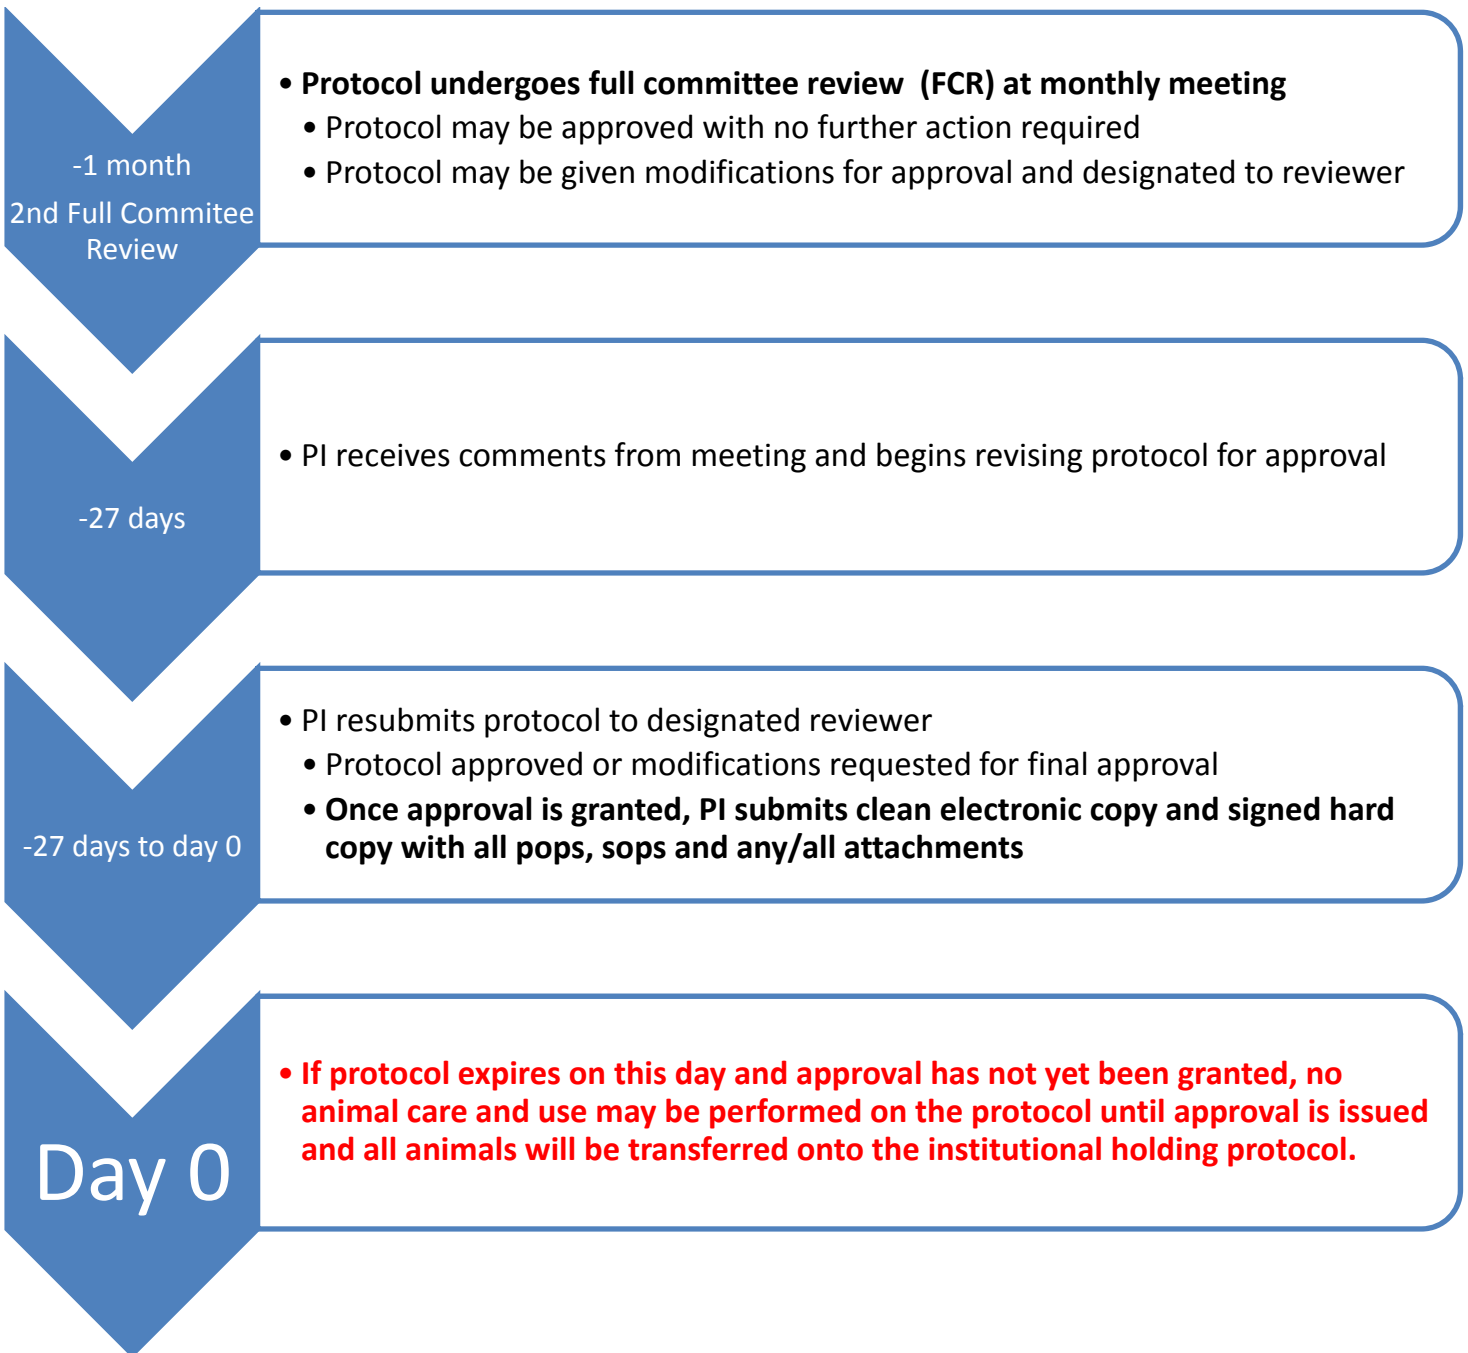 -1 month
2nd Full Commitee
Review
• Protocol undergoes full committee review (FCR) at monthly meeting
• Protocol may be approved with no further action required
• Protocol may be given modifications for approval and designated to reviewer
-27 days
• PI receives comments from meeting and begins revising protocol for approval
-27 days to day 0
• PI resubmits protocol to designated reviewer
• Protocol approved or modifications requested for final approval
• Once approval is granted, PI submits clean electronic copy and signed hard
copy with all pops, sops and any/all attachments
Day 0
• If protocol expires on this day and approval has not yet been granted, no
animal care and use may be performed on the protocol until approval is issued
and all animals will be transferred onto the institutional holding protocol.